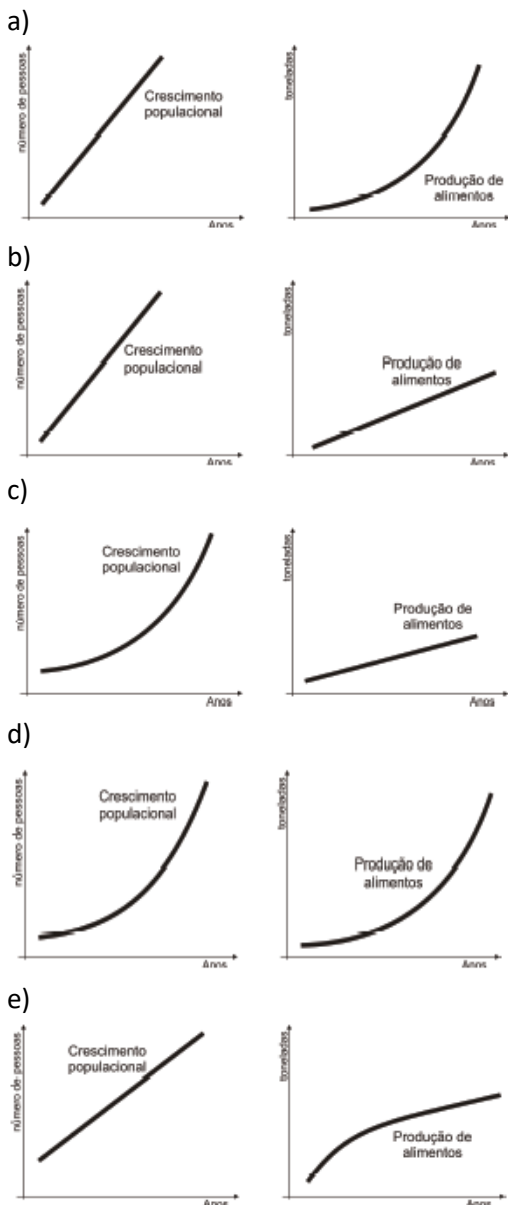 a)
número de pessoas
Crescimento
populacional
Anos
toneladas
Produção de
alimentos
Anos
b)
número de pessoas
Crescimento
populacional
Anos
toneladas
Produção de
alimentos
Anos
c)
número de pessoas
Crescimento
populacional
Anos
toneladas
Produção de
alimentos
Anos
d)
número de pessoas
Crescimento
populacional
Anos
toneladas
Produção de
alimentos
Anos
e)
número de pessoas
Crescimento
populacional
Anos
toneladas
Produção de
alimentos
Anos